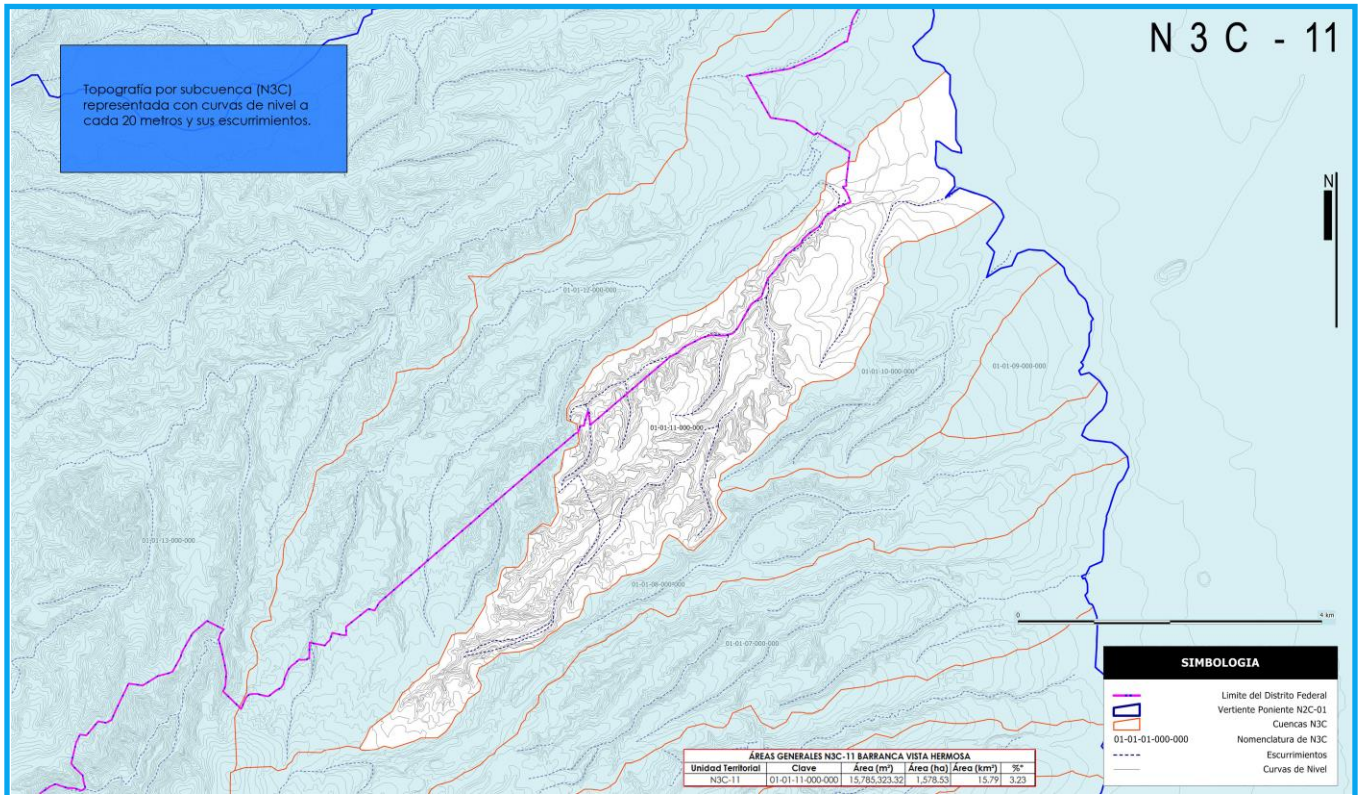 N 3 C - 11
Topografía por subcuenca (N3C)
representada con curvas de nivel a
cada 20 metros y sus escurrimientos.
N
01-01-12-000-000
01-01-10-000-000
01-01-09-000-000
01-01-11-000-000
01-01-13-000-000
01-01-08-000-000
01-01-07-000-000
0 4 km
SIMBOLOGIA
Limite del Distrito Federal
Vertiente Poniente N2C-01
Cuencas N3C
01-01-01-000-000 Nomenclatura de N3C
Escurrimientos
Curvas de Nivel
ÁREAS GENERALES N3C-11 BARRANCA VISTA HERMOSA
Unidad Territorial Clave Área (m²) Área (ha) Área (km²) %*
N3C-11 01-01-11-000-000 15,785,323.32 1,578.53 15.79 3.23